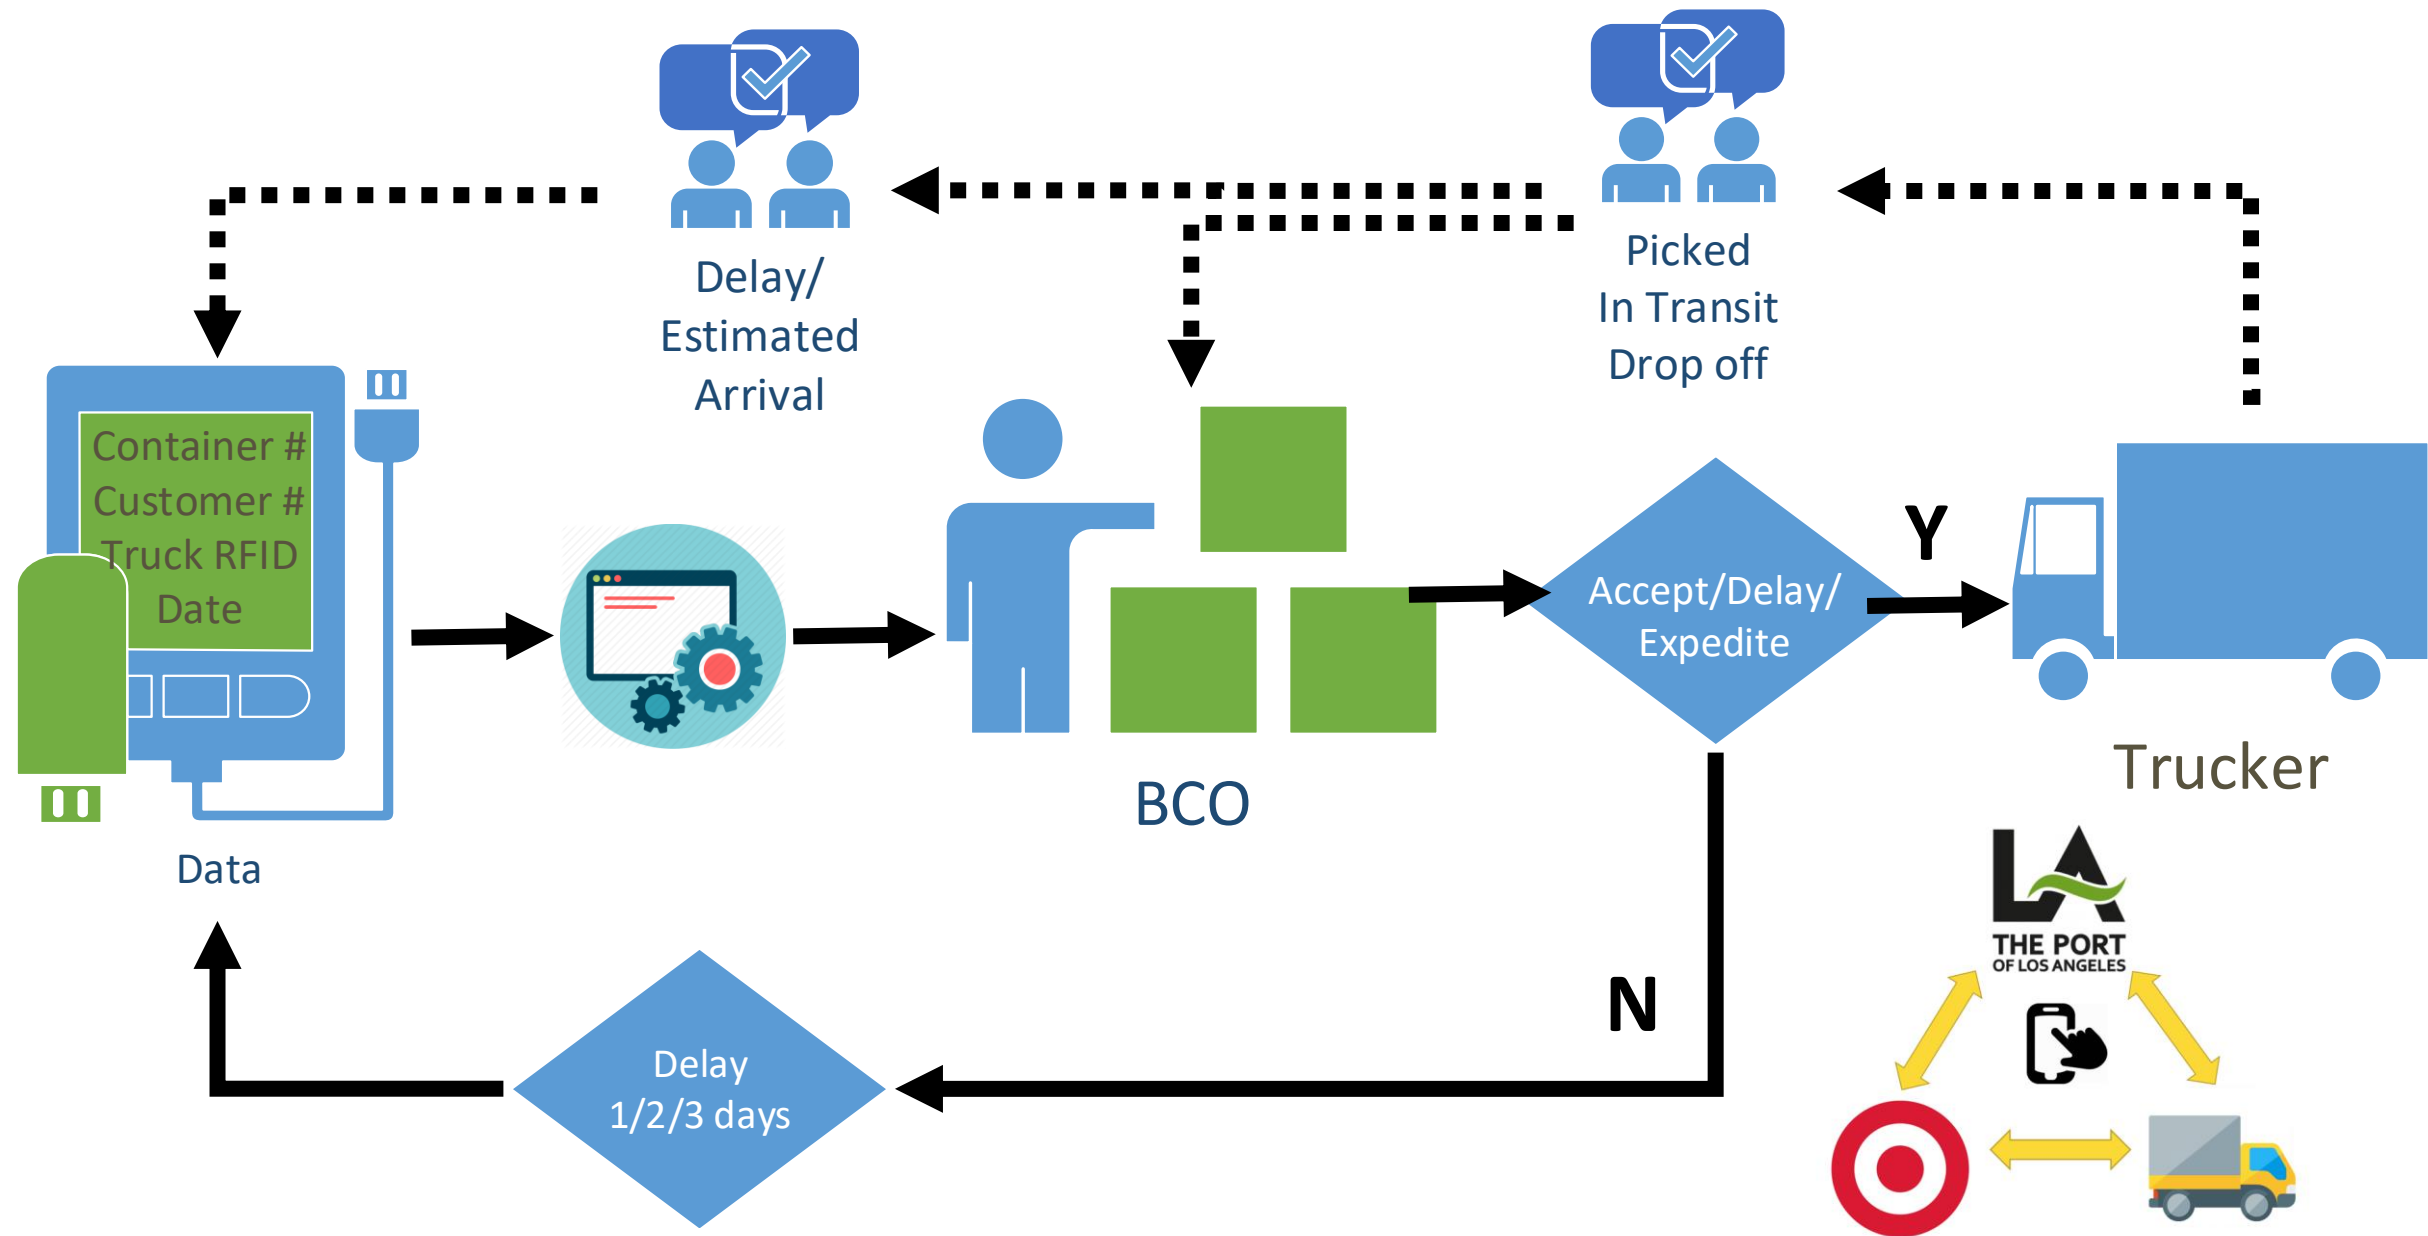 Delay/
Estimated
Arrival
Picked
In Transit
Drop off
Container #
Customer #
Truck RFID
Date
Data
BCO
Accept/Delay/
Expedite
Y
Trucker
N
Delay
1/2/3 days
LA
THE PORT
OF LOS ANGELES